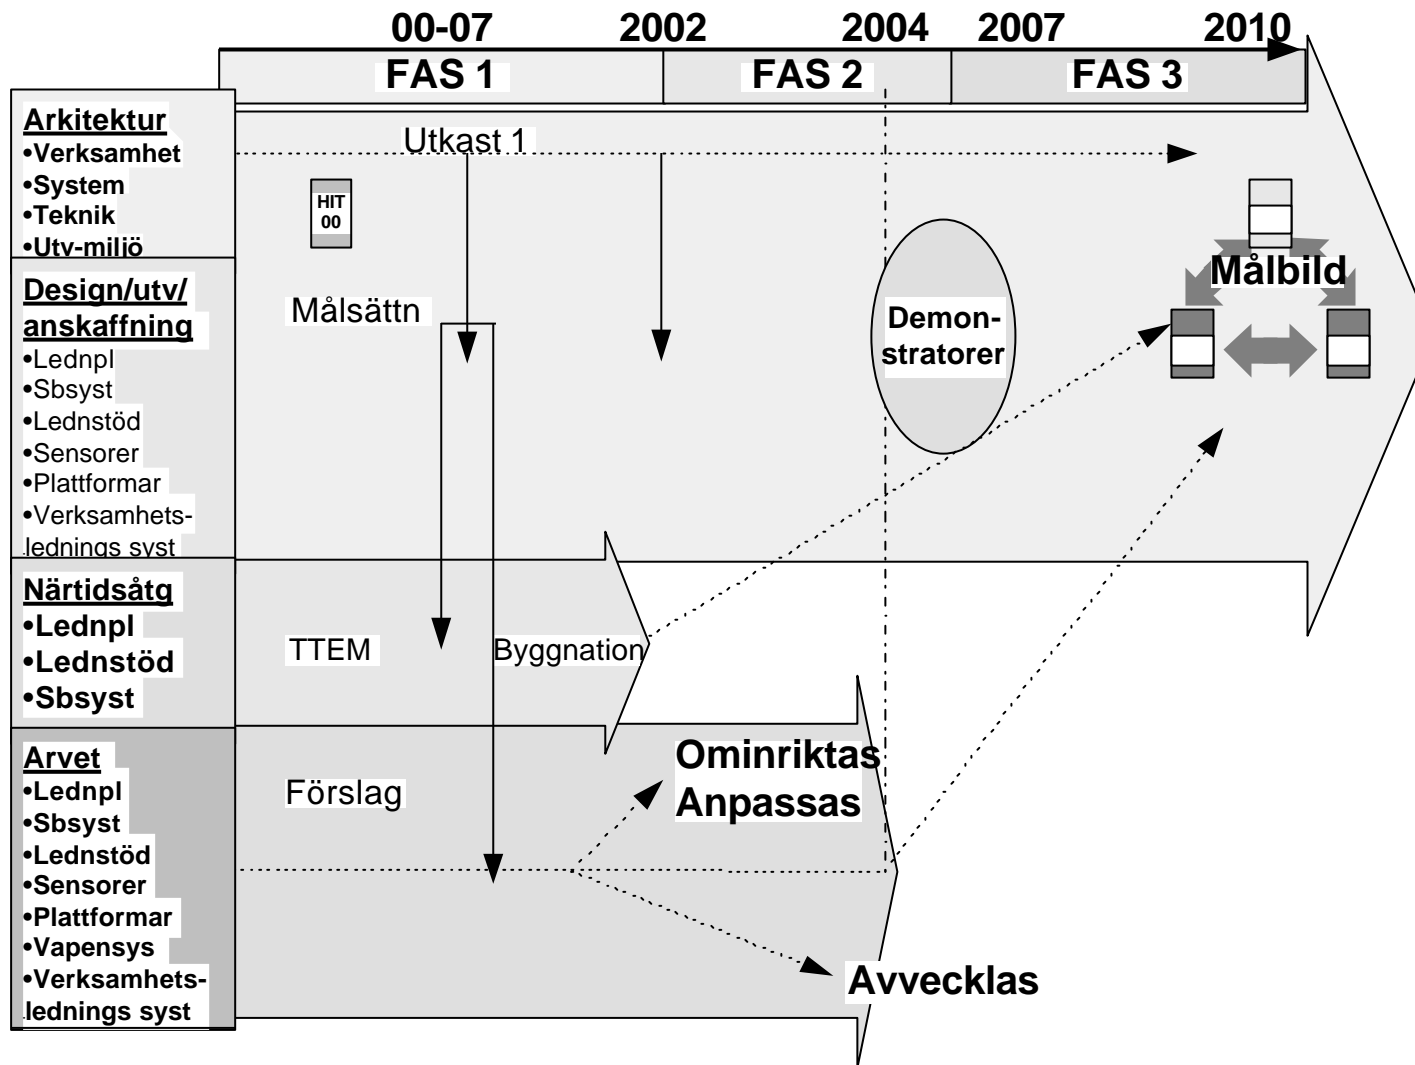 00-07 2002 2004 2007 2010
FAS 1 FAS 2 FAS 3
Arkitektur
•Verksamhet
•System
•Teknik
•Utv-miljö
Utkast 1
HIT
00
Design/utv/
anskaffning
•Lednpl
•Sbsyst
•Lednstöd
•Sensorer
•Plattformar
•Verksamhets-
lednings syst
Målsättn
Demon-
stratorer
Målbild
Närtidsåtg
•Lednpl
•Lednstöd
•Sbsyst
TTEM
Byggnation
Arvet
•Lednpl
•Sbsyst
•Lednstöd
•Sensorer
•Plattformar
•Vapensys
•Verksamhets-
lednings syst
Förslag
Ominriktas
Anpassas
Avvecklas